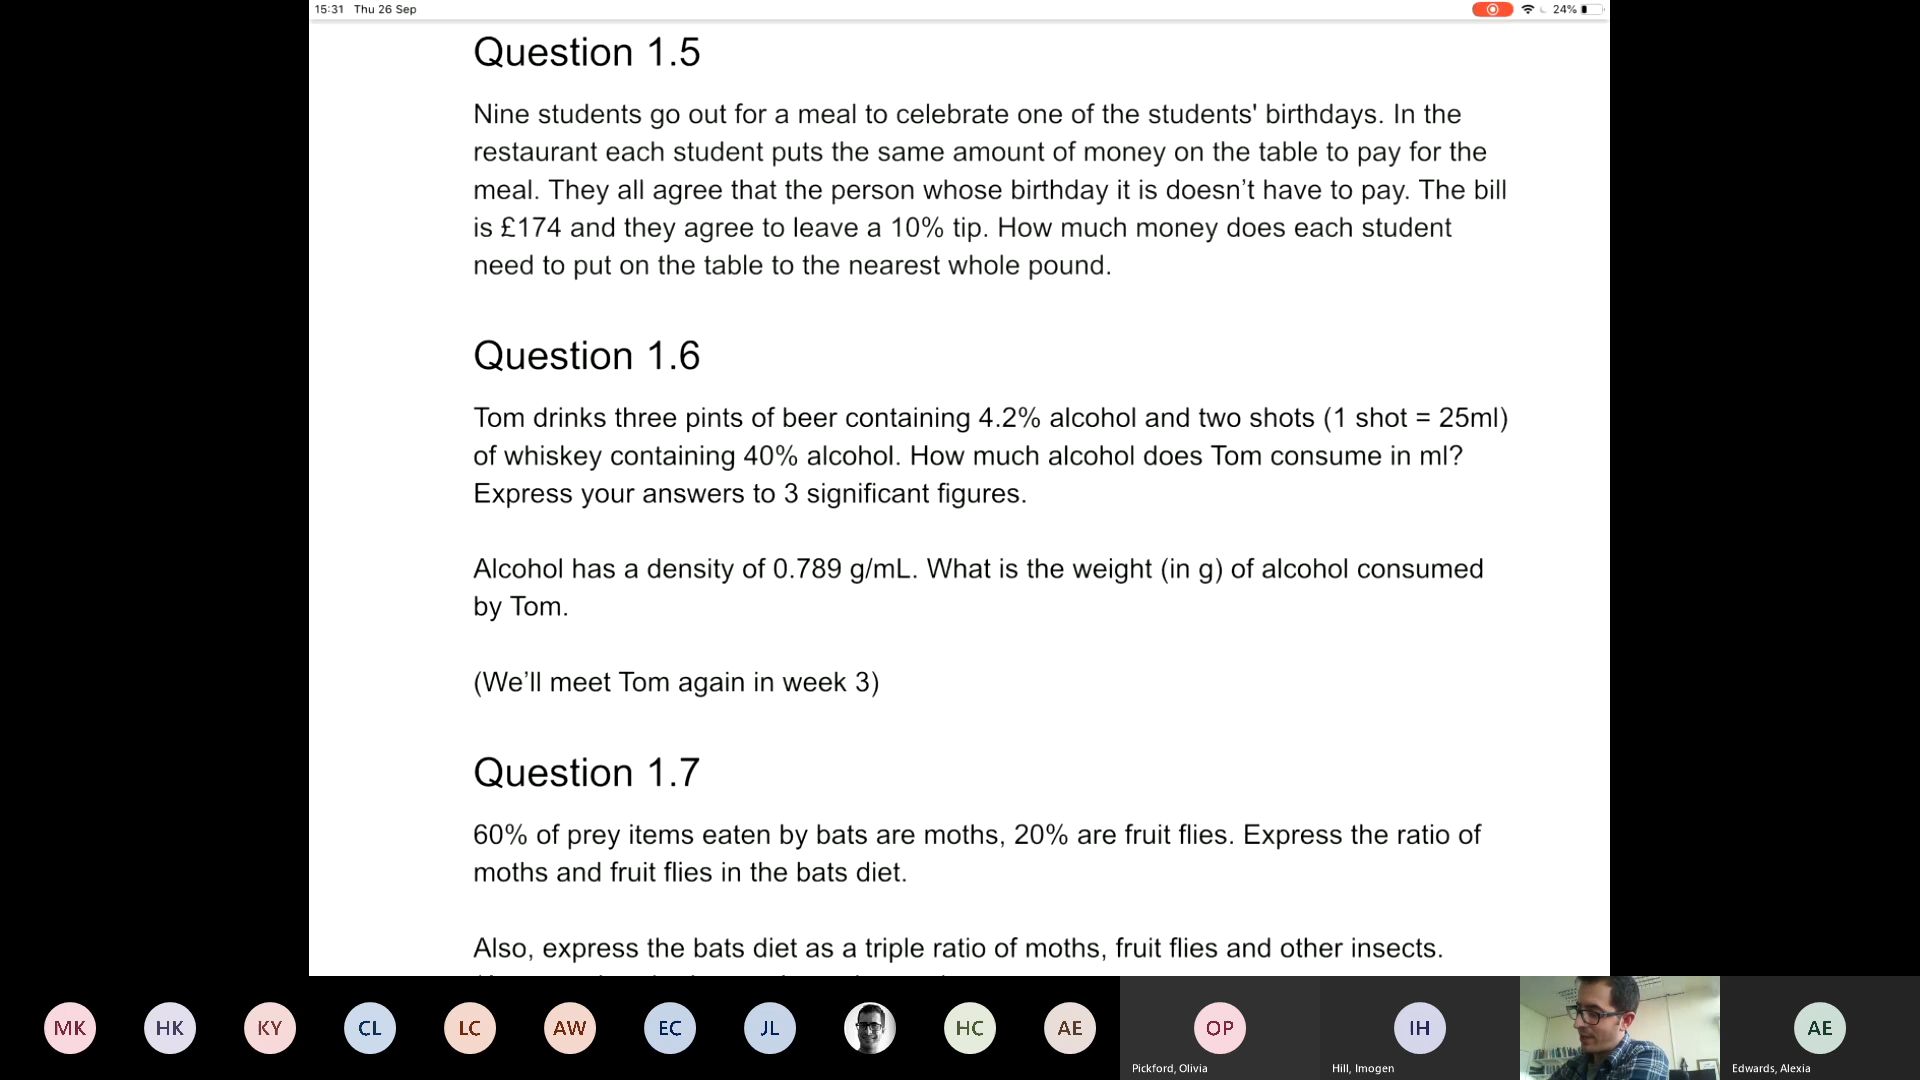 15:31 Thu 26 Sep
24%
Question 1.5
Nine students go out for a meal to celebrate one of the students' birthdays. In the
restaurant each student puts the same amount of money on the table to pay for the
meal. They all agree that the person whose birthday it is doesn’t have to pay. The bill
is £174 and they agree to leave a 10% tip. How much money does each student
need to put on the table to the nearest whole pound.
Question 1.6
Tom drinks three pints of beer containing 4.2% alcohol and two shots (1 shot = 25ml)
of whiskey containing 40% alcohol. How much alcohol does Tom consume in ml?
Express your answers to 3 significant figures.
Alcohol has a density of 0.789 g/mL. What is the weight (in g) of alcohol consumed
by Tom.
(We’ll meet Tom again in week 3)
Question 1.7
60% of prey items eaten by bats are moths, 20% are fruit flies. Express the ratio of
moths and fruit flies in the bats diet.
Also, express the bats diet as a triple ratio of moths, fruit flies and other insects.
MK HK KY CL LC AW EC JL HC AE OP IH AE
Pickford, Olivia Hill, Imogen Edwards, Alexia